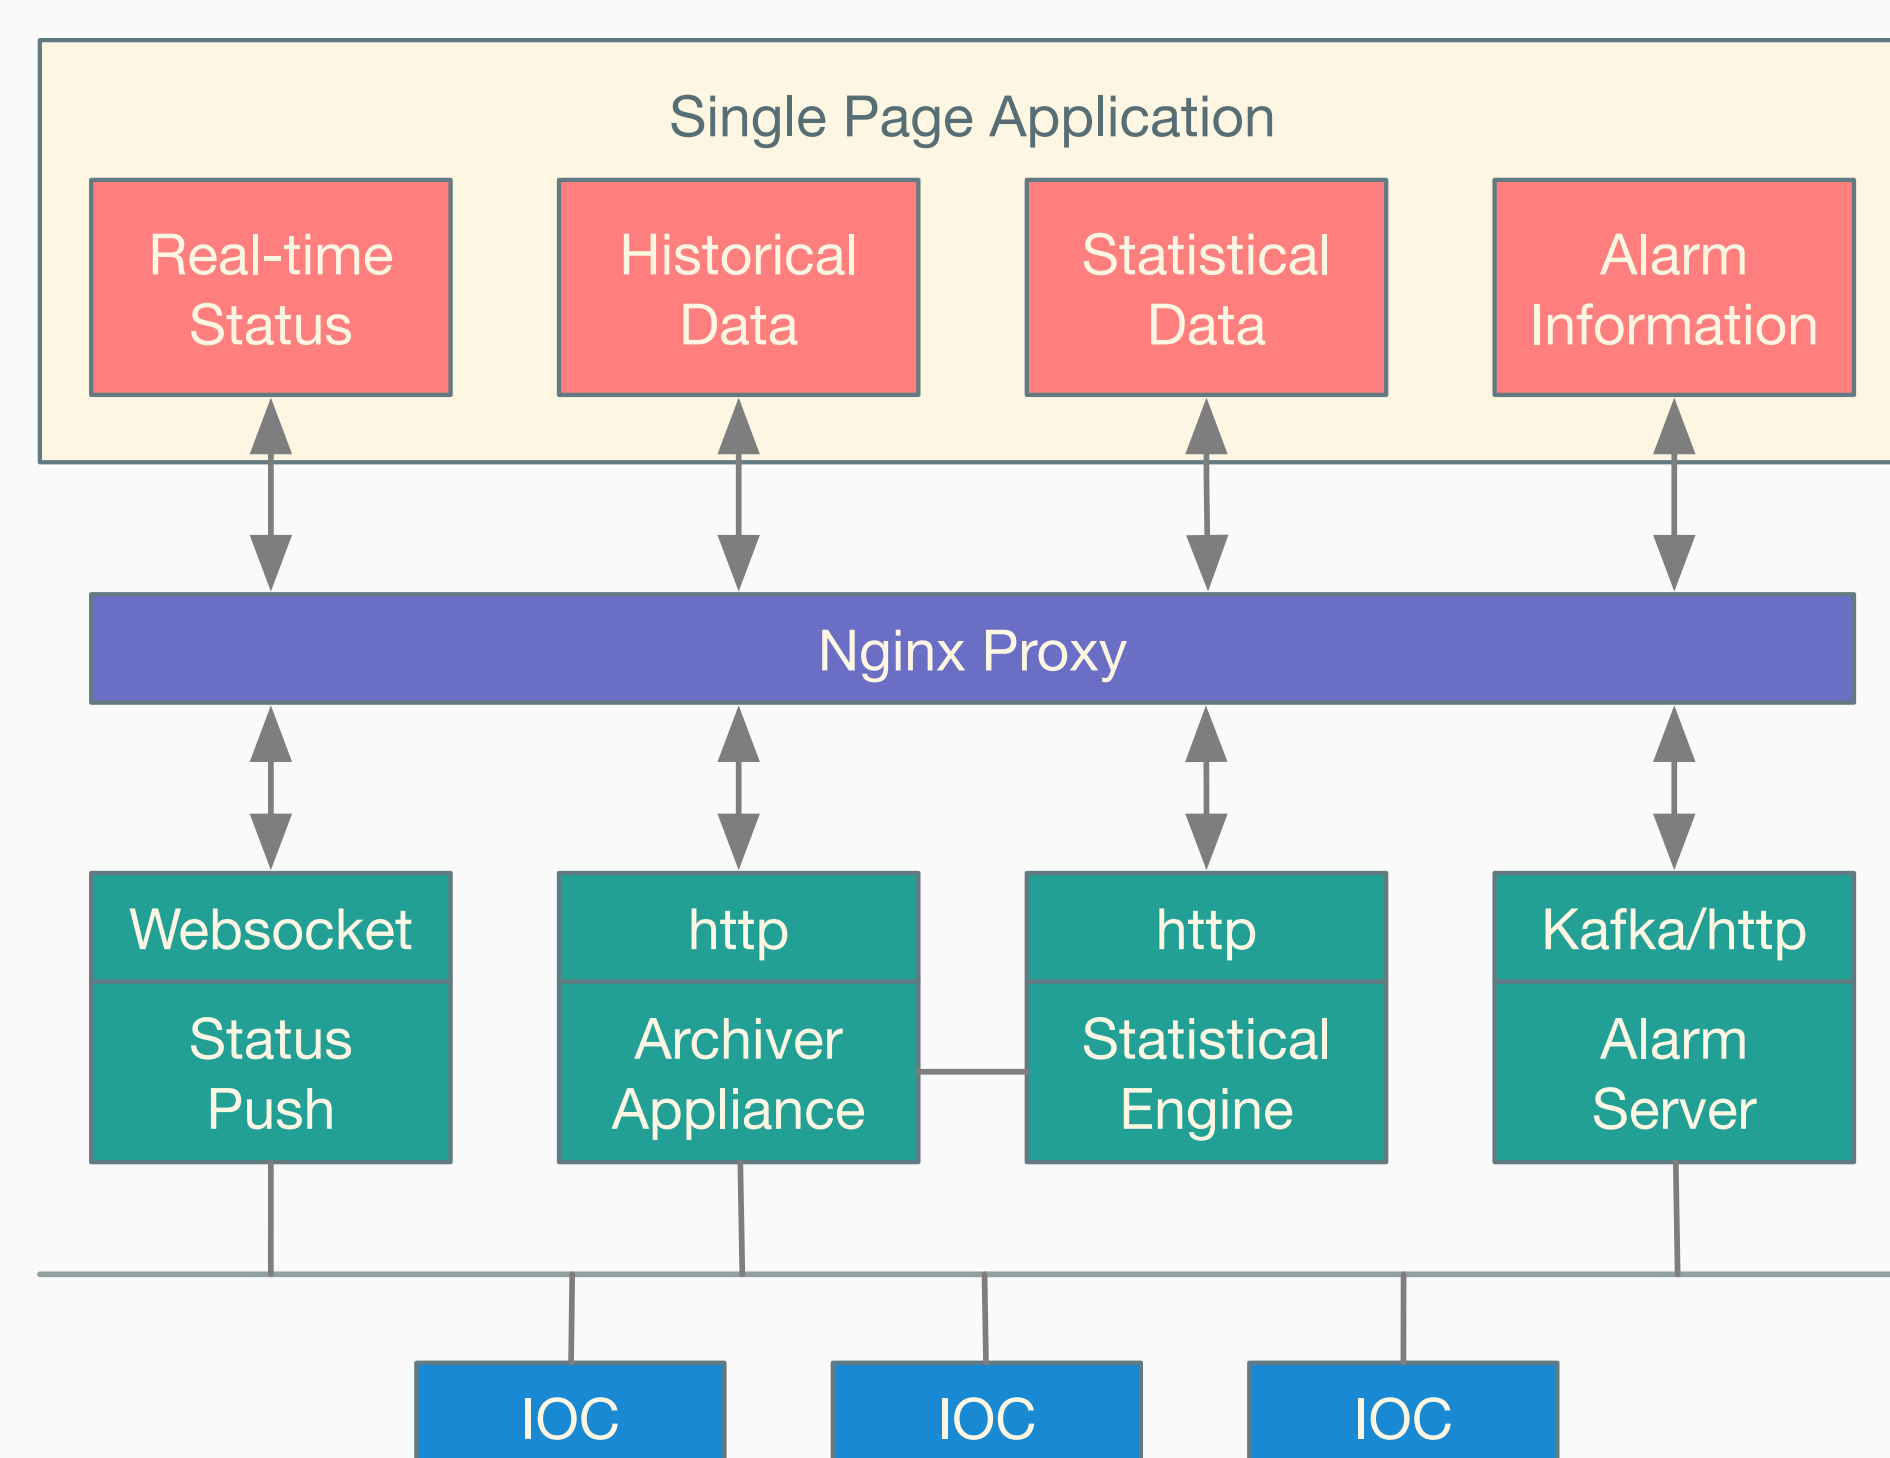 Single Page Application
Real-time
Status
Historical
Data
Statistical
Data
Alarm
Information
Nginx Proxy
Websocket
Status
Push
http
Archiver
Appliance
http
Statistical
Engine
Kafka/http
Alarm
Server
IOC
IOC
IOC